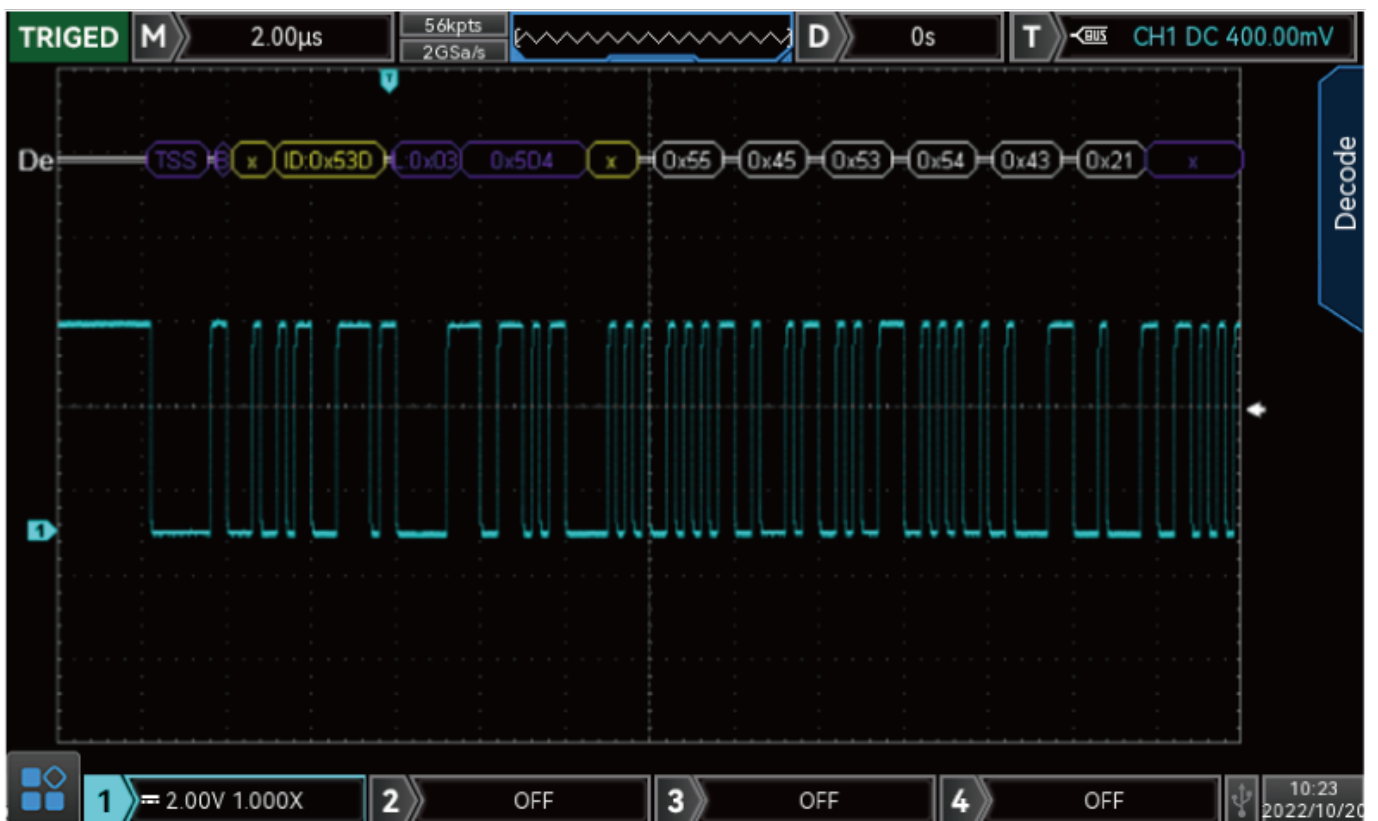 TRIGED M 2.00µs 56kpts D 0s T BUS CH1 DC 400.00mV
2GSa/s
T
De TSS B x ID:0x53D L:0x03 0x5D4 x 0x55 0x45 0x53 0x54 0x43 0x21 x
Decode
1
1 2.00V 1.000X 2 OFF 3 OFF 4 OFF 10:23
2022/10/20